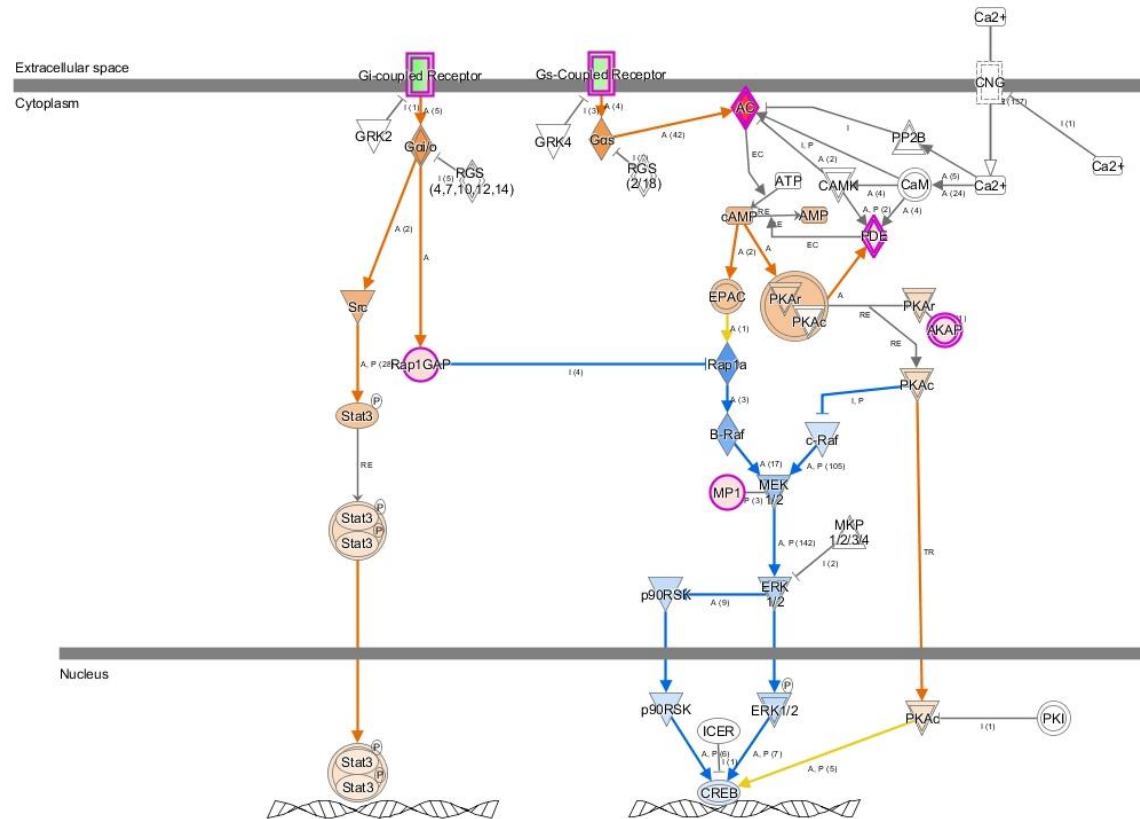 Ca2+
Extracellular space
Gi-coupled Receptor
Gs-Coupled Receptor
CNG
Cytoplasm
I (1)
A (5)
I (3)
A (4)
AC
(157)
GRK2
GRK4
Gαi/o
Gαs
A (42)
I
PP2B
I (1)
Ca2+
I (5)
RGS
(4,7,10,12,14)
RGS
(2/18)
EC
I, P
A (2)
ATP
CAMK
A (4)
CaM
A (5)
A (24)
Ca2+
cAMP
RE
AMP
A, P (2)
A (4)
PDE
EC
A (2)
A (2)
A
A
EPAC
PKAr
PKAc
A
RE
PKAr
AKAP
RE
Src
A (1)
A, P (28)
Rap1GAP
I (4)
Rap1a
PKAc
A (3)
I, P
Stat3
P
B-Raf
c-Raf
A (17)
A, P (105)
RE
MP1
P (3)
MEK
1/2
Stat3
P
Stat3
P
A, P (142)
MKP
1/2/3/4
I (2)
TR
p90RSK
A (9)
ERK
1/2
Nucleus
P
p90RSK
ERK1/2
ICER
PKAc
I (1)
PKI
A, P (6)
I (1)
A, P (7)
A, P (5)
Stat3
P
Stat3
P
CREB